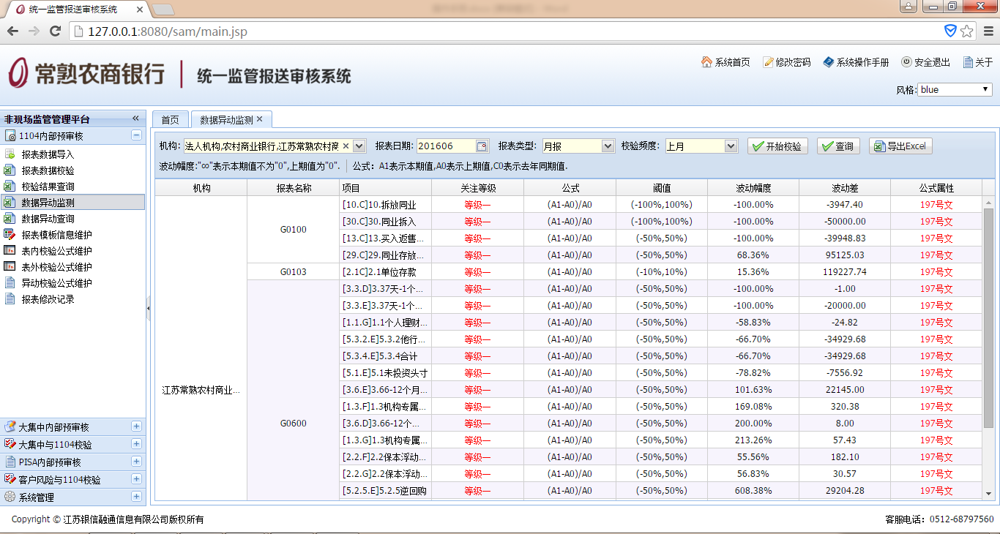 统一监管报送审核系统
127.0.0.1:8080/sam/main.jsp
常熟农商银行 统一监管报送审核系统
系统首页 修改密码 系统操作手册 安全退出 关于
风格: blue
非现场监管管理平台
1104内部预审核
报表数据导入
报表数据校验
校验结果查询
数据异动监测
数据异动查询
报表模板信息维护
表内校验公式维护
表外校验公式维护
异动校验公式维护
报表修改记录
大集中内部预审核
大集中与1104校验
PISA内部预审核
客户风险与1104校验
系统管理
首页 数据异动监测
机构: 法人机构,农村商业银行,江苏常熟农村商 报表日期: 201606 报表类型: 月报 校验频度: 上月 开始校验 查询 导出Excel
波动幅度:"∞"表示本期值不为"0",上期值为"0". 公式: A1表示本期值,A0表示上期值,C0表示去年同期值.
机构 报表名称 项目 关注等级 公式 阈值 波动幅度 波动差 公式属性
江苏常熟农村商业...
G0100
[10.C]10.拆放同业 等级一 (A1-A0)/A0 (-100%,100%) -100.00% -3947.40 197号文
[30.C]30.同业拆入 等级一 (A1-A0)/A0 (-100%,100%) -100.00% -50000.00 197号文
[13.C]13.买入返售... 等级一 (A1-A0)/A0 (-50%,50%) -100.00% -39948.83 197号文
[29.C]29.同业存放... 等级一 (A1-A0)/A0 (-50%,50%) 68.36% 95125.03 197号文
G0103 [2.1C]2.1单位存款 等级一 (A1-A0)/A0 (-10%,10%) 15.36% 119227.74 197号文
G0600
[3.3.D]3.37天-1个... 等级一 (A1-A0)/A0 (-50%,50%) -100.00% -1.00 197号文
[3.3.E]3.37天-1个... 等级一 (A1-A0)/A0 (-50%,50%) -100.00% -20000.00 197号文
[1.1.G]1.1个人理财... 等级一 (A1-A0)/A0 (-50%,50%) -58.83% -24.82 197号文
[5.3.2.E]5.3.2他行... 等级一 (A1-A0)/A0 (-50%,50%) -66.70% -34929.68 197号文
[5.3.4.E]5.3.4合计 等级一 (A1-A0)/A0 (-50%,50%) -66.70% -34929.68 197号文
[5.1.E]5.1未投资头寸 等级一 (A1-A0)/A0 (-50%,50%) -78.82% -7556.92 197号文
[3.6.E]3.66-12个月... 等级一 (A1-A0)/A0 (-50%,50%) 101.63% 22145.00 197号文
[1.3.F]1.3机构专属... 等级一 (A1-A0)/A0 (-50%,50%) 169.08% 320.38 197号文
[3.6.D]3.66-12个... 等级一 (A1-A0)/A0 (-50%,50%) 200.00% 8.00 197号文
[1.3.G]1.3机构专属... 等级一 (A1-A0)/A0 (-50%,50%) 213.26% 57.43 197号文
[2.2.F]2.2保本浮动... 等级一 (A1-A0)/A0 (-50%,50%) 55.56% 182.10 197号文
[2.2.G]2.2保本浮动... 等级一 (A1-A0)/A0 (-50%,50%) 56.83% 30.57 197号文
[5.2.5.E]5.2.5逆回购 等级一 (A1-A0)/A0 (-50%,50%) 608.38% 29204.28 197号文
Copyright © 江苏银信融通信息有限公司版权所有 客服电话：0512-68797560